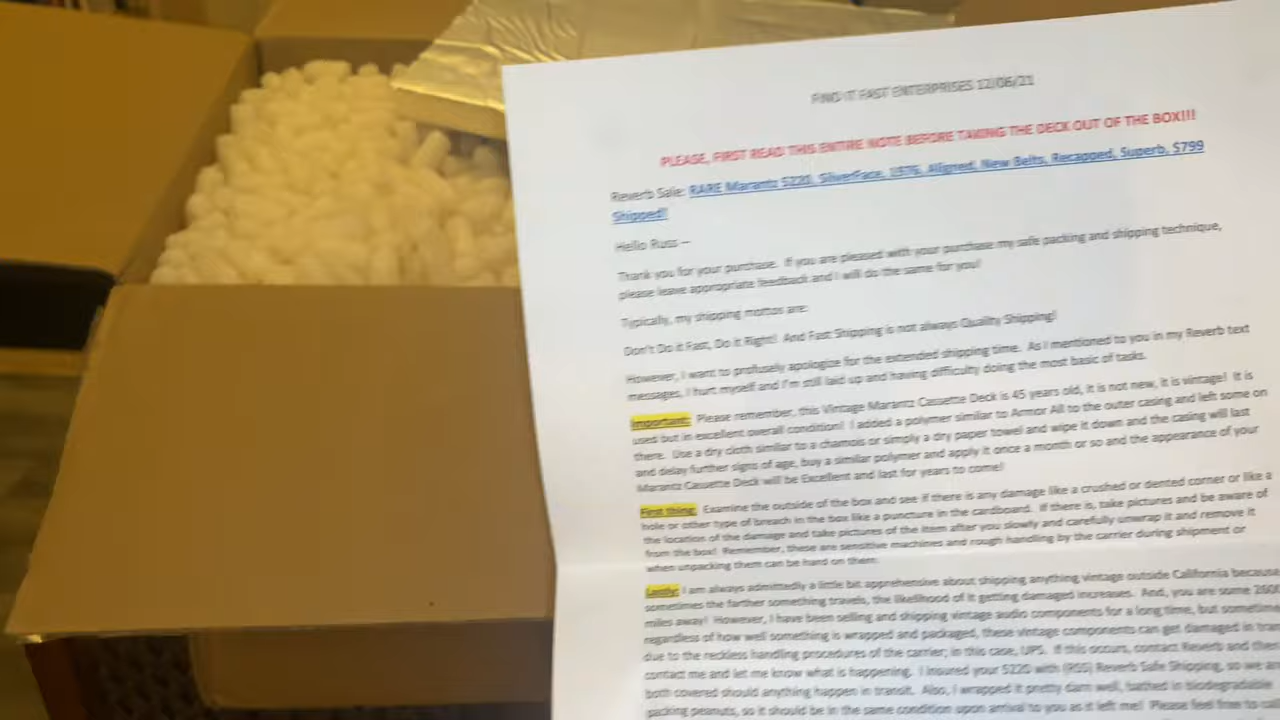 FIND IT FAST ENTERPRISES 12/06/21
PLEASE, FIRST READ THIS ENTIRE NOTE BEFORE TAKING THE DECK OUT OF THE BOX!!!
Reverb Sale: RARE Marantz 5220, SilverFace, 1976, Aligned, New Belts, Recapped, Superb, $799
Shipped!
Hello Russ –
Thank you for your purchase. If you are pleased with your purchase my safe packing and shipping technique,
please leave appropriate feedback and I will do the same for you!
Typically, my shipping mottos are:
Don't Do it Fast, Do it Right! And Fast Shipping is not always Quality Shipping!
However, I want to profusely apologize for the extended shipping time. As I mentioned to you in my Reverb text
messages, I hurt myself and I'm still laid up and having difficulty doing the most basic of tasks.
Important: Please remember, this Vintage Marantz Cassette Deck is 45 years old, it is not new, it is vintage! It is
used but in excellent overall condition! I added a polymer similar to Armor All to the outer casing and left some on
there. Use a dry cloth similar to a chamois or simply a dry paper towel and wipe it down and the casing will last
and delay further signs of age, buy a similar polymer and apply it once a month or so and the appearance of your
Marantz Cassette Deck will be Excellent and last for years to come!
First thing: Examine the outside of the box and see if there is any damage like a crushed or dented corner or like a
hole or other type of breach in the box like a puncture in the cardboard. If there is, take pictures and be aware of
the location of the damage and take pictures of the item after you slowly and carefully unwrap it and remove it
from the box! Remember, these are sensitive machines and rough handling by the carrier during shipment or
when unpacking them can be hard on them.
Lastly: I am always admittedly a little bit apprehensive about shipping anything vintage outside California because
sometimes the farther something travels, the likelihood of it getting damaged increases. And, you are some
miles away! However, I have been selling and shipping vintage audio components for a long time, but
regardless of how well something is wrapped and packaged, these vintage components can get damaged in
due to the reckless handling procedures of the carrier; in this case, UPS. If this occurs, contact Reverb and
contact me and let me know what is happening. I insured your 5220 with (RSS) Reverb Safe Shipping, so we
both covered should anything happen in transit. Also, I wrapped it pretty darn well, bathed in biodegradable
packing peanuts, so it should be in the same condition upon arrival to you as it left me! Please feel free to